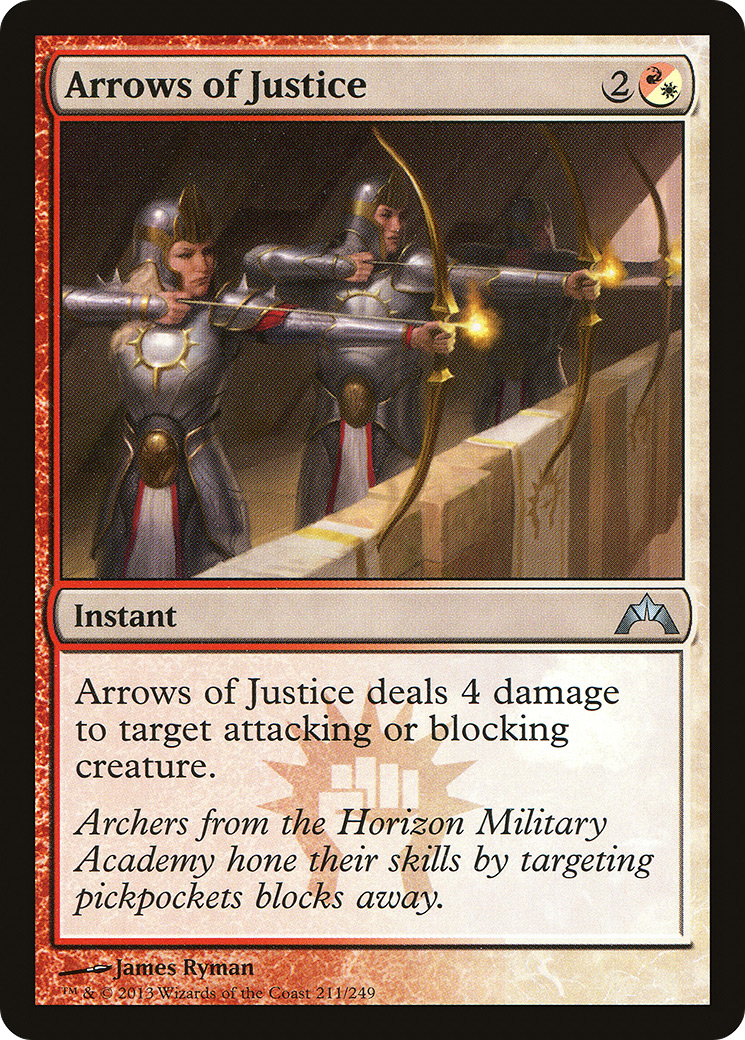 Arrows of Justice 2
Instant
Arrows of Justice deals 4 damage
to target attacking or blocking
creature.
Archers from the Horizon Military
Academy hone their skills by targeting
pickpockets blocks away.
James Ryman
™ & © 2013 Wizards of the Coast 211/249